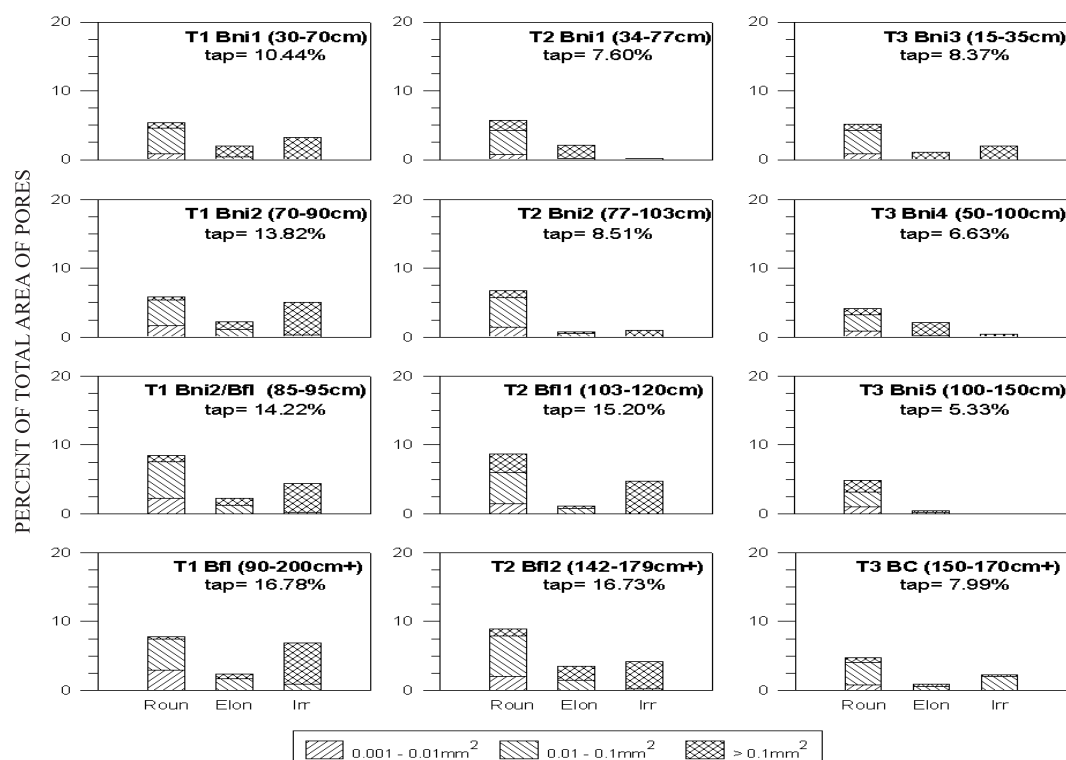 PERCENT OF TOTAL AREA OF PORES
20
10
0
T1 Bni1 (30-70cm)
tap= 10.44%
20
10
0
T2 Bni1 (34-77cm)
tap= 7.60%
20
10
0
T3 Bni3 (15-35cm)
tap= 8.37%
20
10
0
T1 Bni2 (70-90cm)
tap= 13.82%
20
10
0
T2 Bni2 (77-103cm)
tap= 8.51%
20
10
0
T3 Bni4 (50-100cm)
tap= 6.63%
20
10
0
T1 Bni2/Bfl (85-95cm)
tap= 14.22%
20
10
0
T2 Bfl1 (103-120cm)
tap= 15.20%
20
10
0
T3 Bni5 (100-150cm)
tap= 5.33%
20
10
0
T1 Bfl (90-200cm+)
tap= 16.78%
Roun Elon Irr
20
10
0
T2 Bfl2 (142-179cm+)
tap= 16.73%
Roun Elon Irr
20
10
0
T3 BC (150-170cm+)
tap= 7.99%
Roun Elon Irr
0.001 - 0.01mm² 0.01 - 0.1mm² > 0.1mm²